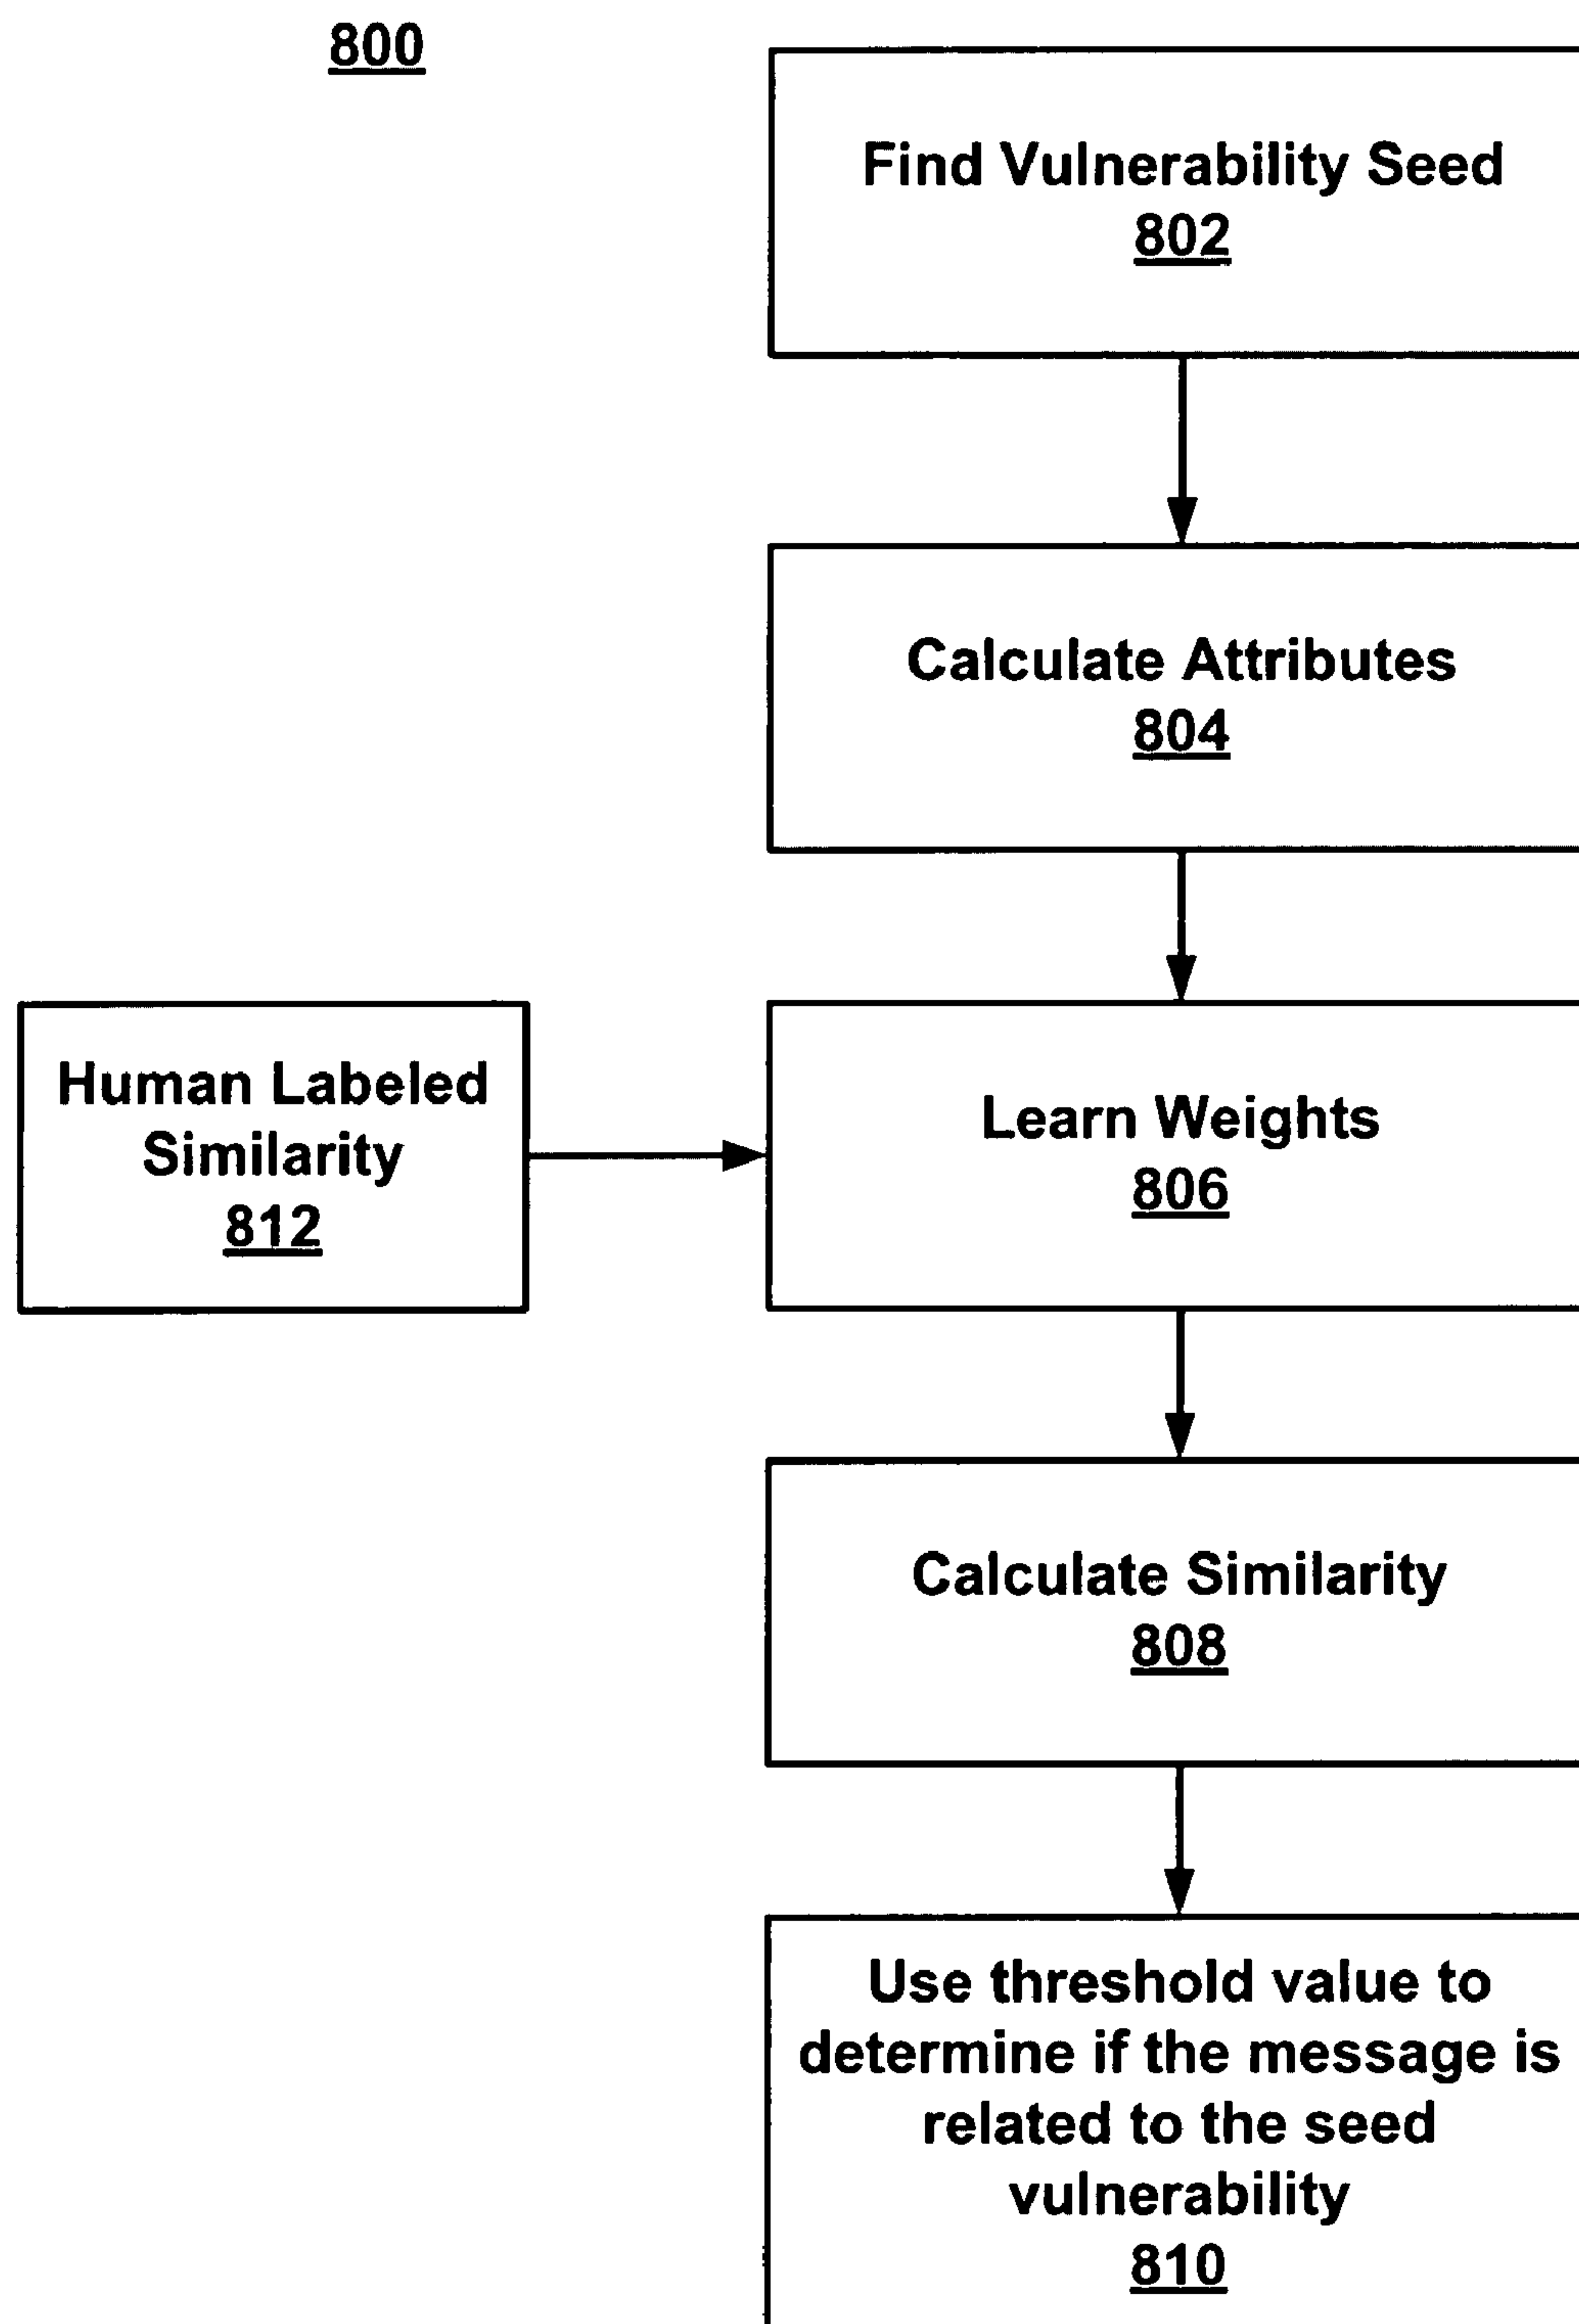 800
Find Vulnerability Seed
802
Calculate Attributes
804
Human Labeled
Similarity
812
Learn Weights
806
Calculate Similarity
808
Use threshold value to
determine if the message is
related to the seed
vulnerability
810